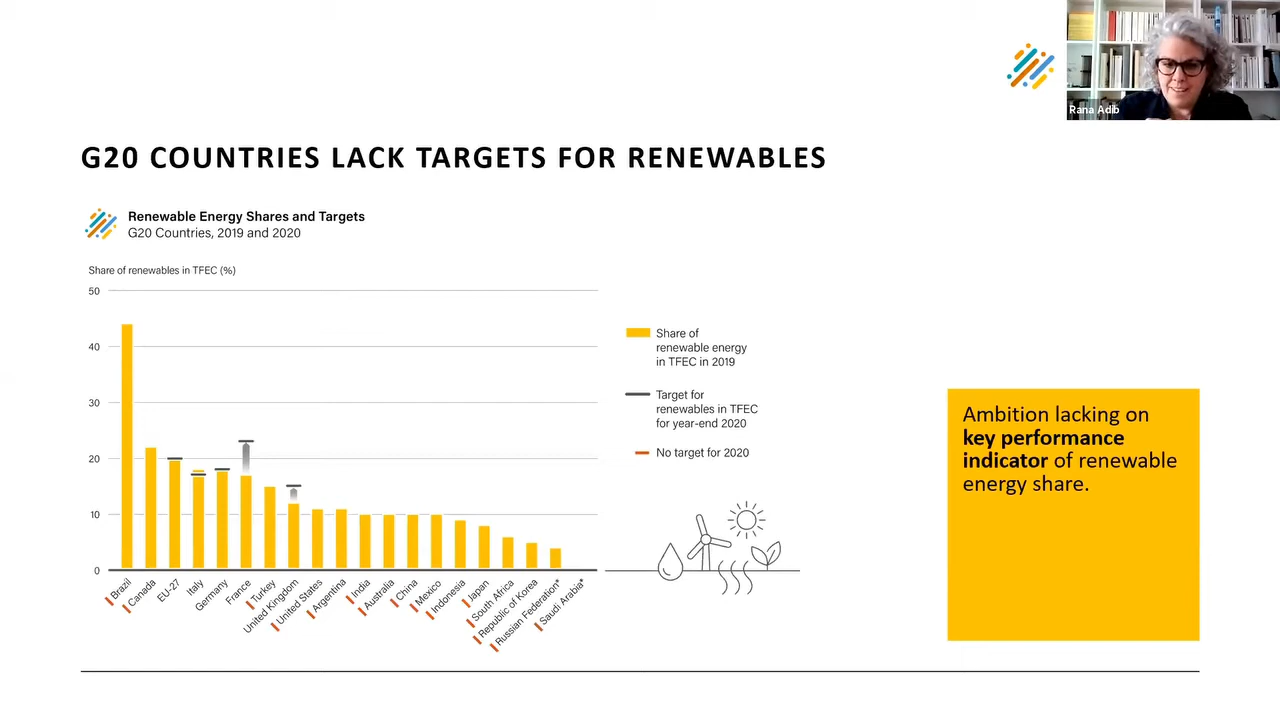 Rana Adib
G20 COUNTRIES LACK TARGETS FOR RENEWABLES
Renewable Energy Shares and Targets
G20 Countries, 2019 and 2020
Share of renewables in TFEC (%)
50
40
30
20
10
0
Brazil
Canada
EU-27
Italy
Germany
France
Turkey
United Kingdom
United States
Argentina
India
Australia
China
Mexico
Indonesia
Japan
South Africa
Republic of Korea
Russian Federation*
Saudi Arabia*
Share of
renewable energy
in TFEC in 2019
Target for
renewables in TFEC
for year-end 2020
No target for 2020
Ambition lacking on
key performance
indicator of renewable
energy share.